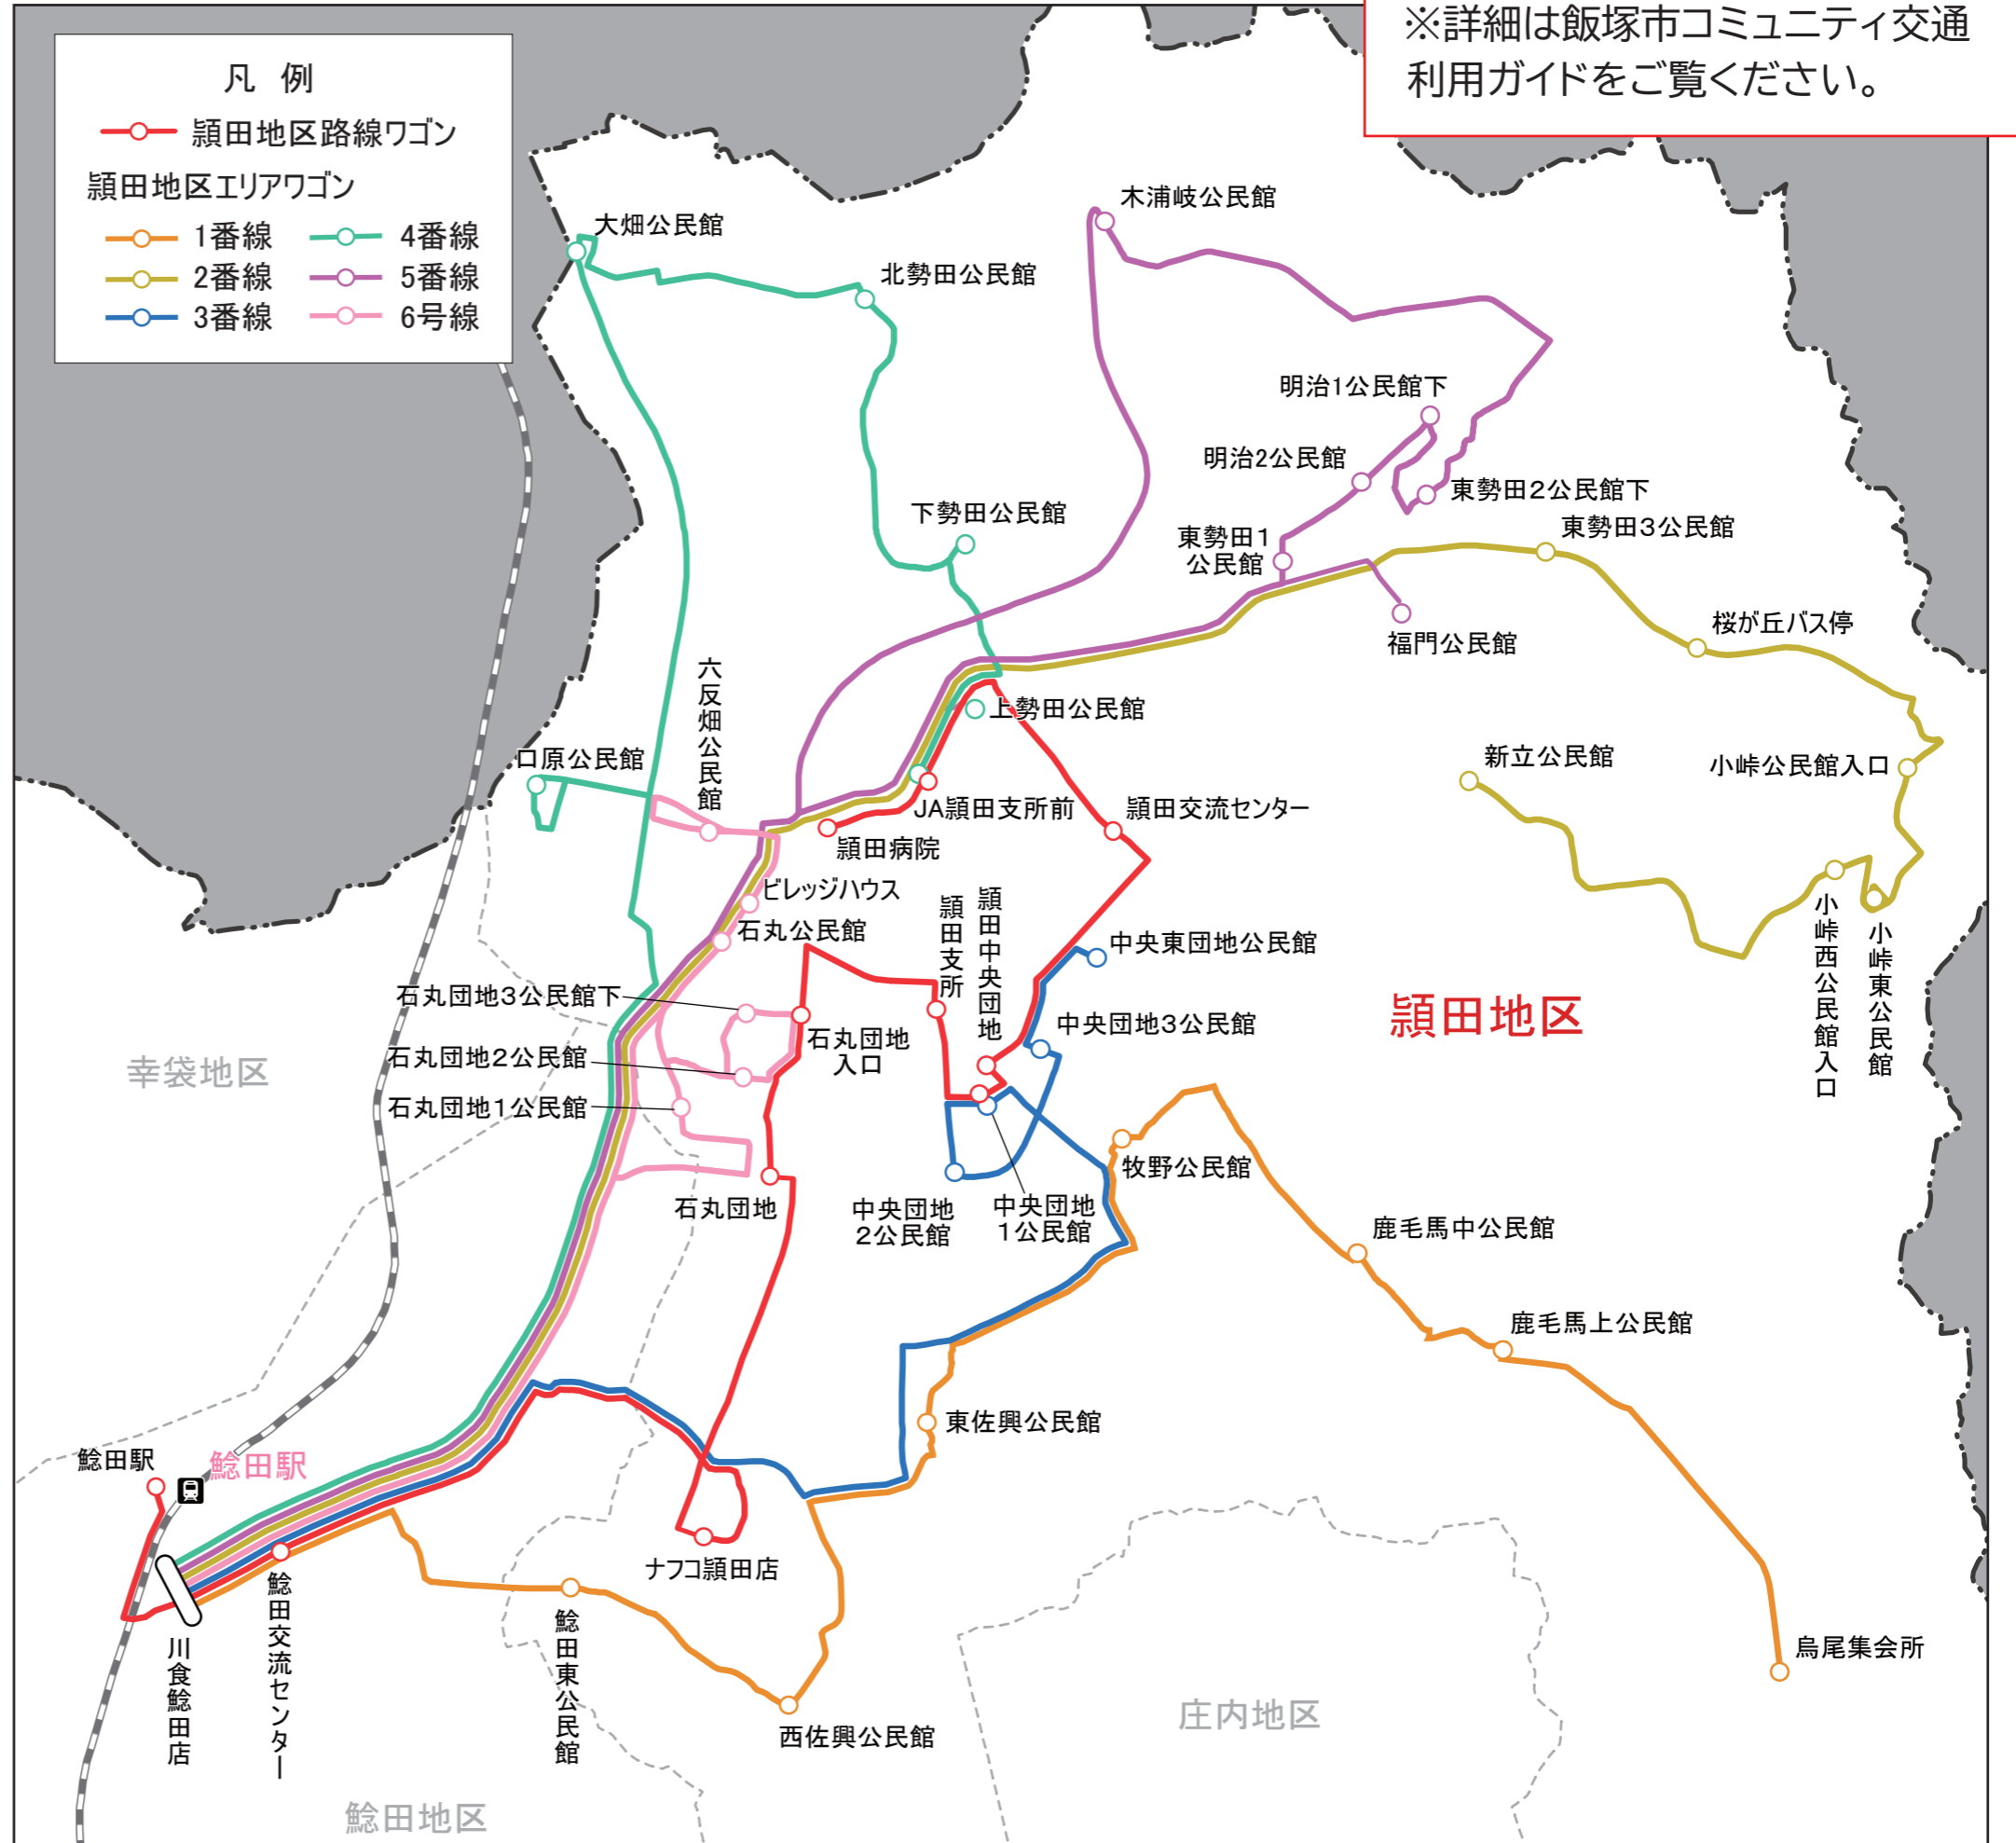 ※詳細は飯塚市コミュニティ交通
利用ガイドをご覧ください。
凡 例
頴田地区路線ワゴン
頴田地区エリアワゴン
1番線
4番線
2番線
5番線
3番線
6号線
大畑公民館
木浦岐公民館
北勢田公民館
明治1公民館下
明治2公民館
東勢田2公民館下
下勢田公民館
東勢田3公民館
東勢田1
公民館
福門公民館
桜が丘バス停
六反畑公民館
上勢田公民館
口原公民館
新立公民館
小峠公民館入口
JA頴田支所前
頴田交流センター
頴田病院
ビレッジハウス
石丸公民館
頴田支所
頴田中央団地
中央東団地公民館
小峠西公民館入口
小峠東公民館
石丸団地3公民館下
頴田地区
石丸団地
入口
中央団地3公民館
石丸団地2公民館
幸袋地区
石丸団地1公民館
牧野公民館
石丸団地
中央団地
2公民館
中央団地
1公民館
鹿毛馬中公民館
鹿毛馬上公民館
東佐興公民館
鯰田駅
鯰田駅
ナフコ頴田店
川食鯰田店
鯰田交流センター
鯰田東公民館
烏尾集会所
西佐興公民館
庄内地区
鯰田地区